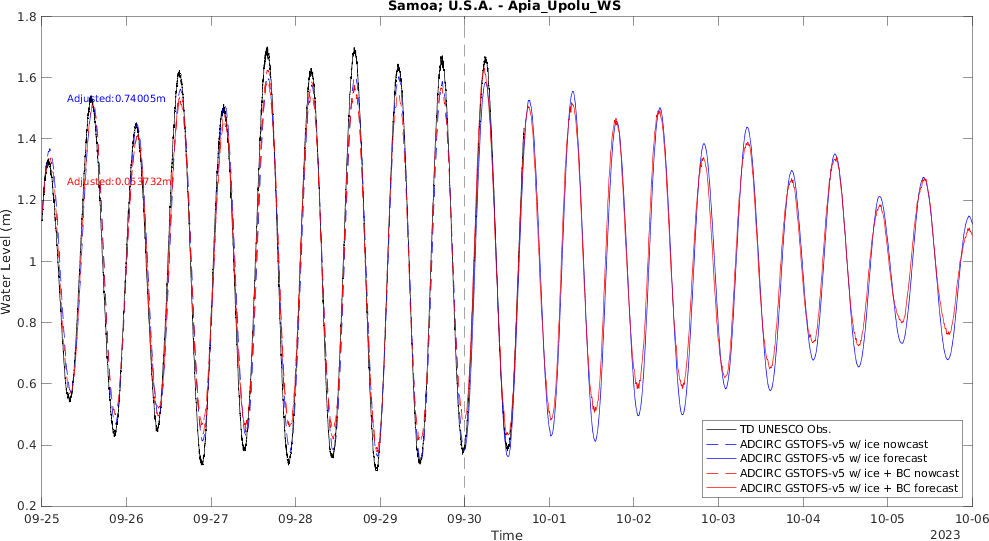 Samoa; U.S.A. - Apia_Upolu_WS
1.8
1.6
1.4
1.2
1
0.8
0.6
0.4
0.2
Water Level (m)
Adjusted:0.74005m
Adjusted:0.053732m
TD UNESCO Obs.
ADCIRC GSTOFS-v5 w/ ice nowcast
ADCIRC GSTOFS-v5 w/ ice forecast
ADCIRC GSTOFS-v5 w/ ice + BC nowcast
ADCIRC GSTOFS-v5 w/ ice + BC forecast
09-25 09-26 09-27 09-28 09-29 09-30 10-01 10-02 10-03 10-04 10-05 10-06
Time
2023